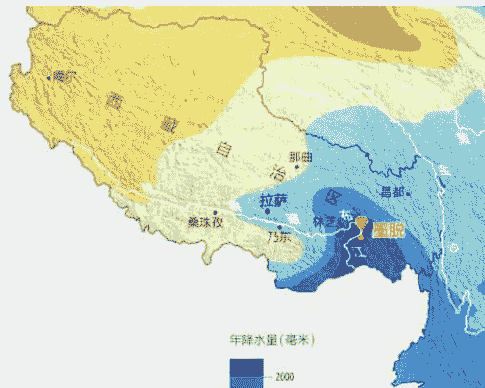 噶尔
西
藏
自
治
区
那曲
昌都
拉萨
林芝
桑珠孜
乃东
墨脱
江
年降水量(毫米)
2000